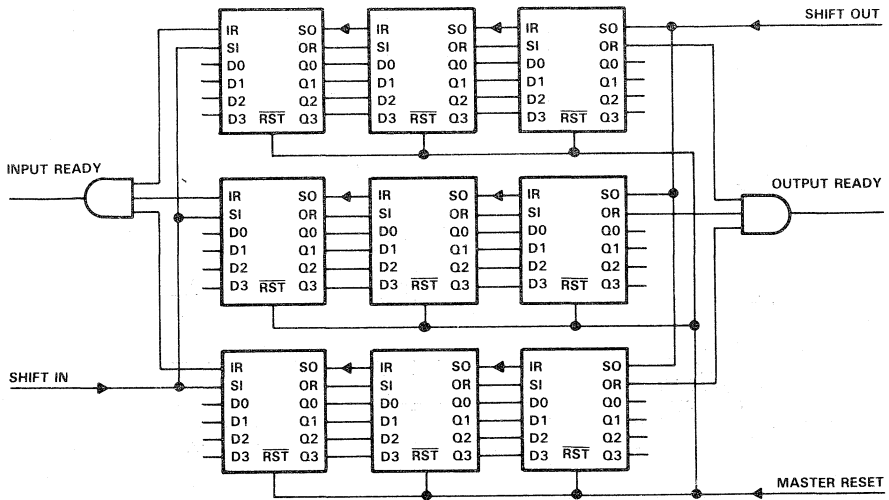 SHIFT OUT
IR SO IR SO IR SO
SI OR SI OR SI OR
D0 Q0 D0 Q0 D0 Q0
D1 Q1 D1 Q1 D1 Q1
D2 Q2 D2 Q2 D2 Q2
D3 RST Q3 D3 RST Q3 D3 RST Q3
INPUT READY
OUTPUT READY
IR SO IR SO IR SO
SI OR SI OR SI OR
D0 Q0 D0 Q0 D0 Q0
D1 Q1 D1 Q1 D1 Q1
D2 Q2 D2 Q2 D2 Q2
D3 RST Q3 D3 RST Q3 D3 RST Q3
IR SO IR SO IR SO
SHIFT IN
SI OR SI OR SI OR
D0 Q0 D0 Q0 D0 Q0
D1 Q1 D1 Q1 D1 Q1
D2 Q2 D2 Q2 D2 Q2
D3 RST Q3 D3 RST Q3 D3 RST Q3
MASTER RESET